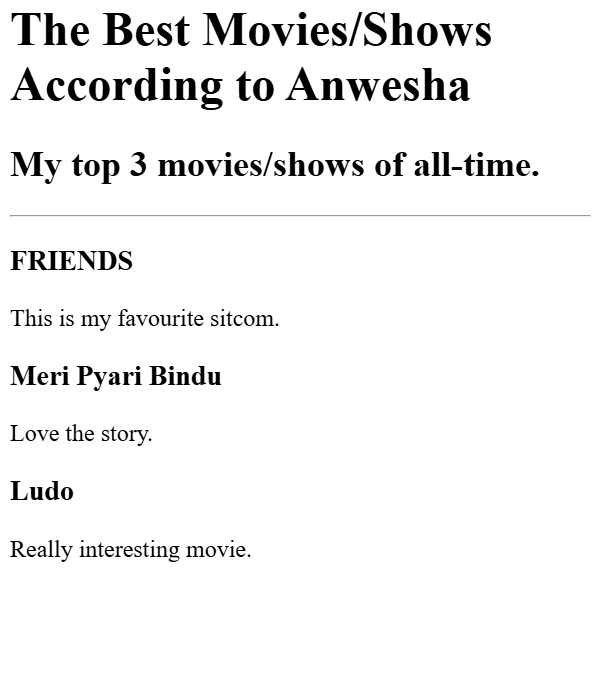 The Best Movies/Shows
According to Anwesha
My top 3 movies/shows of all-time.
FRIENDS
This is my favourite sitcom.
Meri Pyari Bindu
Love the story.
Ludo
Really interesting movie.